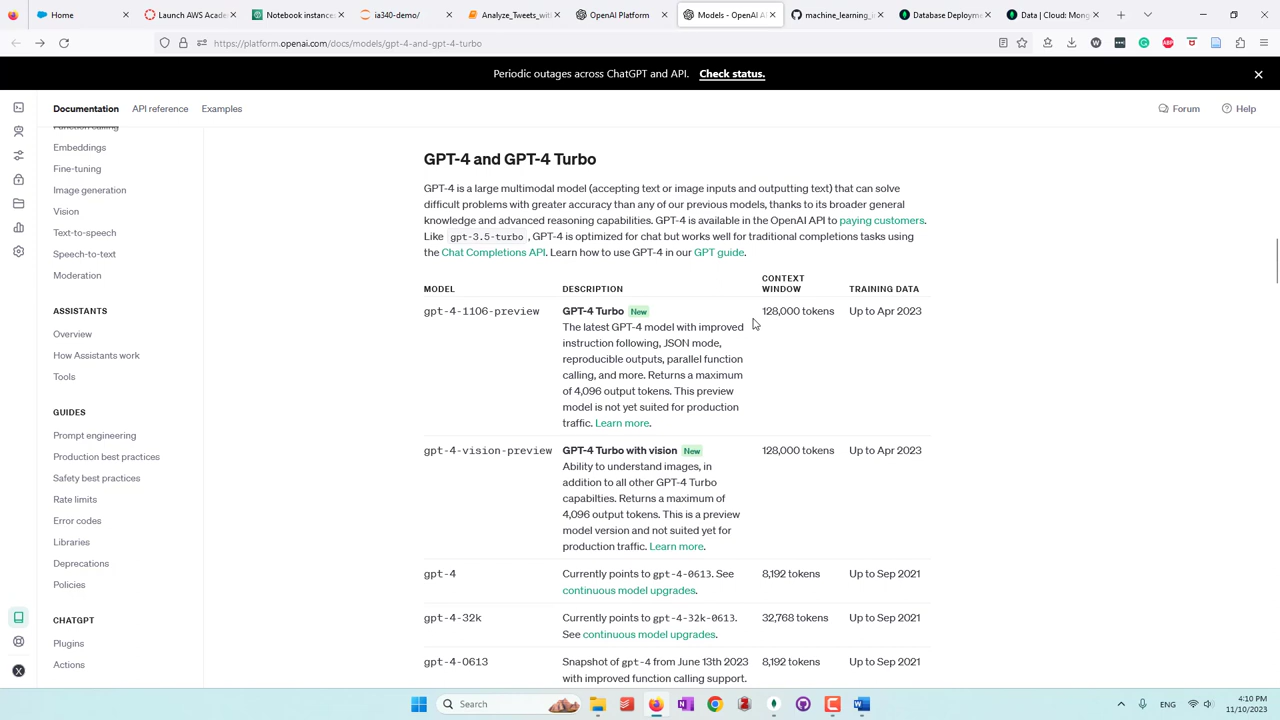 Home
Launch AWS Acade
Notebook instances
ia340-demo/
Analyze_Tweets_wit
OpenAI Platform
Models - OpenAI A
machine_learning_
Database Deployme
Data | Cloud: Mong
https://platform.openai.com/docs/models/gpt-4-and-gpt-4-turbo
Periodic outages across ChatGPT and API. Check status.
Documentation API reference Examples
Forum Help
Function calling
Embeddings
Fine-tuning
Image generation
Vision
Text-to-speech
Speech-to-text
Moderation
ASSISTANTS
Overview
How Assistants work
Tools
GUIDES
Prompt engineering
Production best practices
Safety best practices
Rate limits
Error codes
Libraries
Deprecations
Policies
CHATGPT
Plugins
Actions
GPT-4 and GPT-4 Turbo
GPT-4 is a large multimodal model (accepting text or image inputs and outputting text) that can solve
difficult problems with greater accuracy than any of our previous models, thanks to its broader general
knowledge and advanced reasoning capabilities. GPT-4 is available in the OpenAI API to paying customers.
Like gpt-3.5-turbo, GPT-4 is optimized for chat but works well for traditional completions tasks using
the Chat Completions API. Learn how to use GPT-4 in our GPT guide.
MODEL DESCRIPTION CONTEXT WINDOW TRAINING DATA
gpt-4-1106-preview GPT-4 Turbo New 128,000 tokens Up to Apr 2023
The latest GPT-4 model with improved
instruction following, JSON mode,
reproducible outputs, parallel function
calling, and more. Returns a maximum
of 4,096 output tokens. This preview
model is not yet suited for production
traffic. Learn more.
gpt-4-vision-preview GPT-4 Turbo with vision New 128,000 tokens Up to Apr 2023
Ability to understand images, in
addition to all other GPT-4 Turbo
capabilties. Returns a maximum of
4,096 output tokens. This is a preview
model version and not suited yet for
production traffic. Learn more.
gpt-4 Currently points to gpt-4-0613. See 8,192 tokens Up to Sep 2021
continuous model upgrades.
gpt-4-32k Currently points to gpt-4-32k-0613. 32,768 tokens Up to Sep 2021
See continuous model upgrades.
gpt-4-0613 Snapshot of gpt-4 from June 13th 2023 8,192 tokens Up to Sep 2021
with improved function calling support.
Search
ENG
4:10 PM
11/10/2023